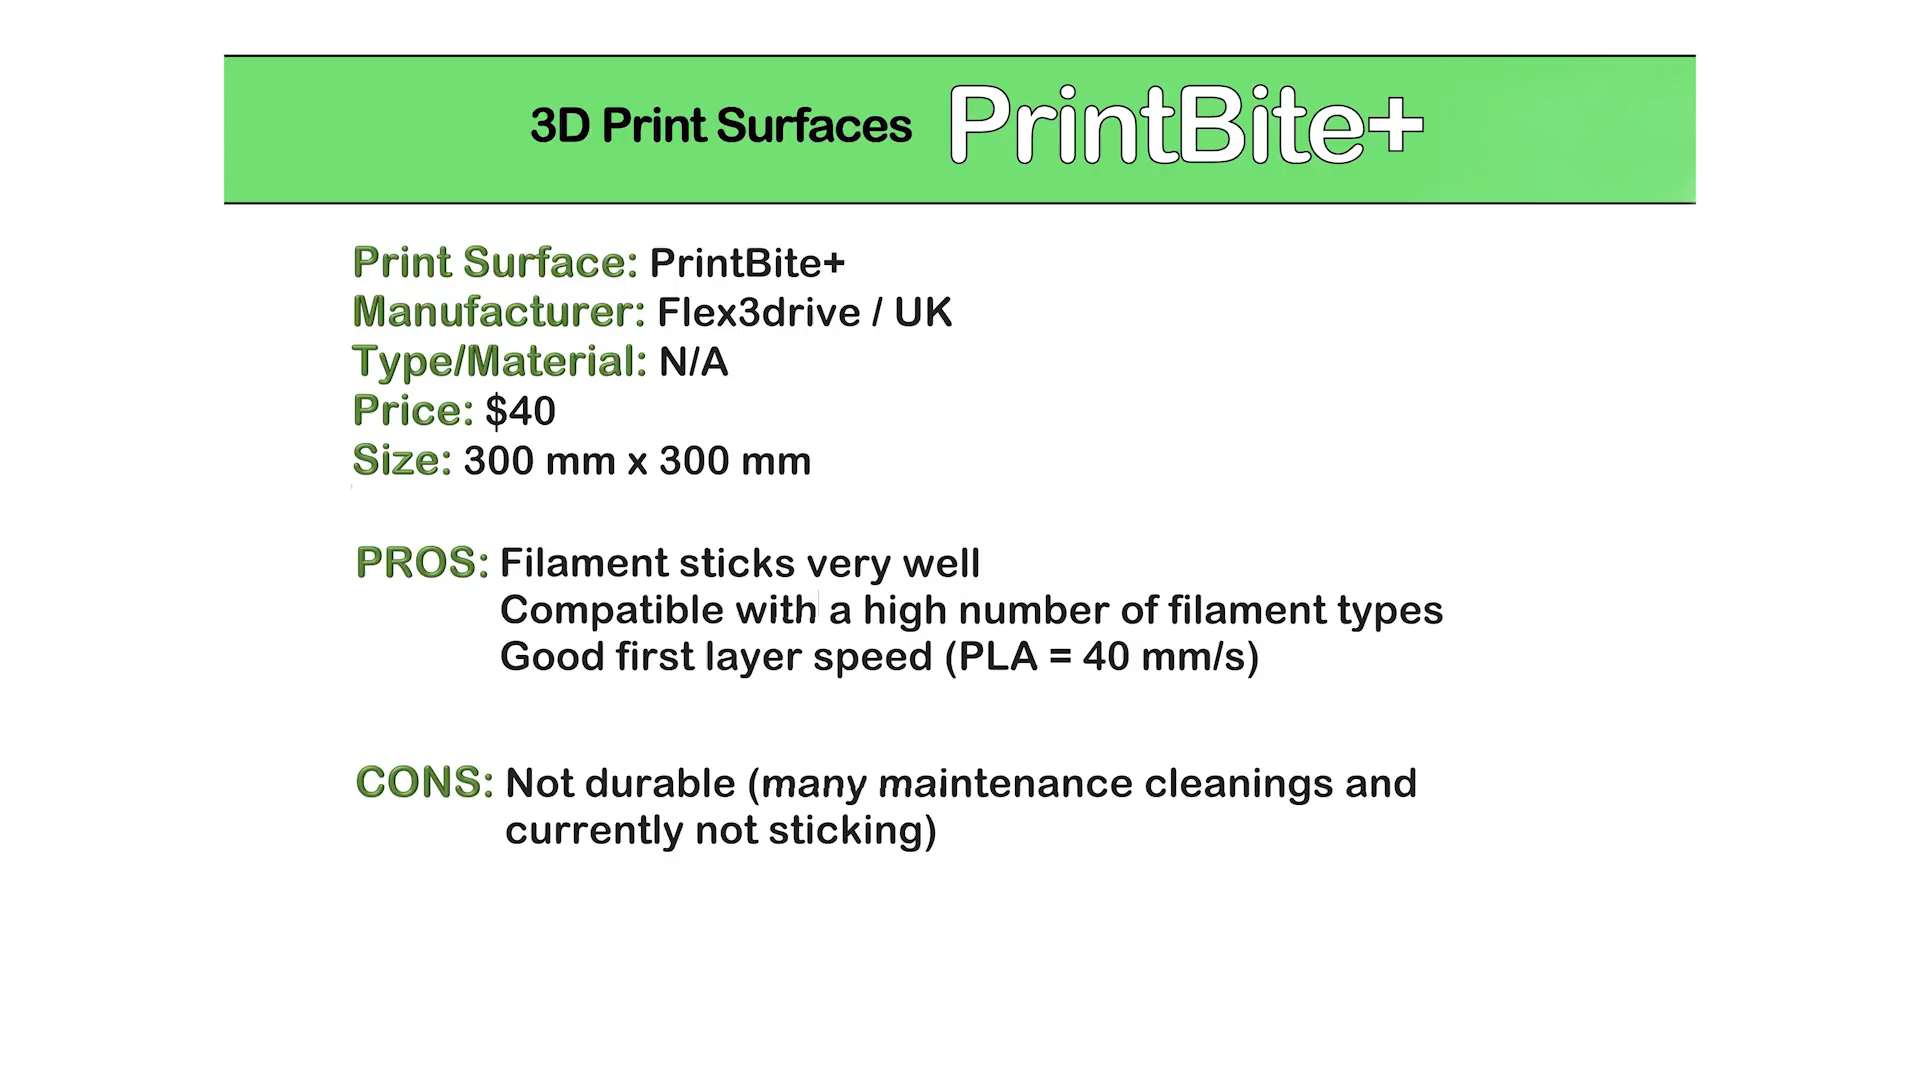 3D Print Surfaces PrintBite+
Print Surface: PrintBite+
Manufacturer: Flex3drive / UK
Type/Material: N/A
Price: $40
Size: 300 mm x 300 mm
PROS: Filament sticks very well
Compatible with a high number of filament types
Good first layer speed (PLA = 40 mm/s)
CONS: Not durable (many maintenance cleanings and
currently not sticking)